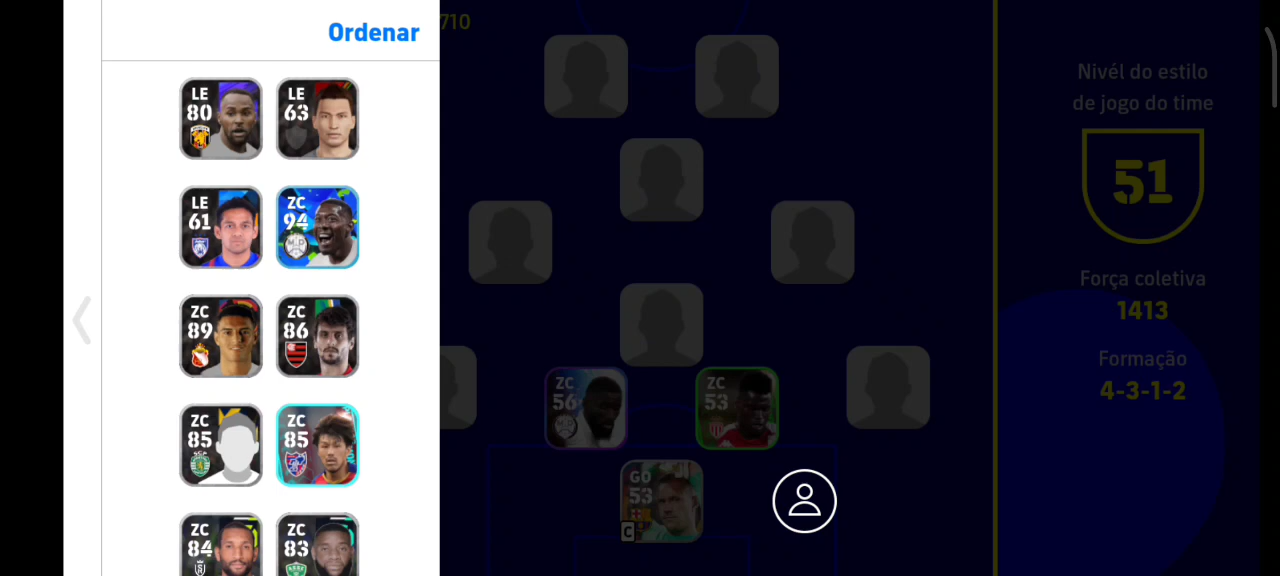 Ordenar
710
LE
80
LE
63
LE
61
ZC
94
ZC
89
ZC
86
ZC
85
ZC
85
ZC
84
ZC
83
ZC
56
ZC
53
GO
53
C
Nivél do estilo
de jogo do time
51
Força coletiva
1413
Formação
4-3-1-2